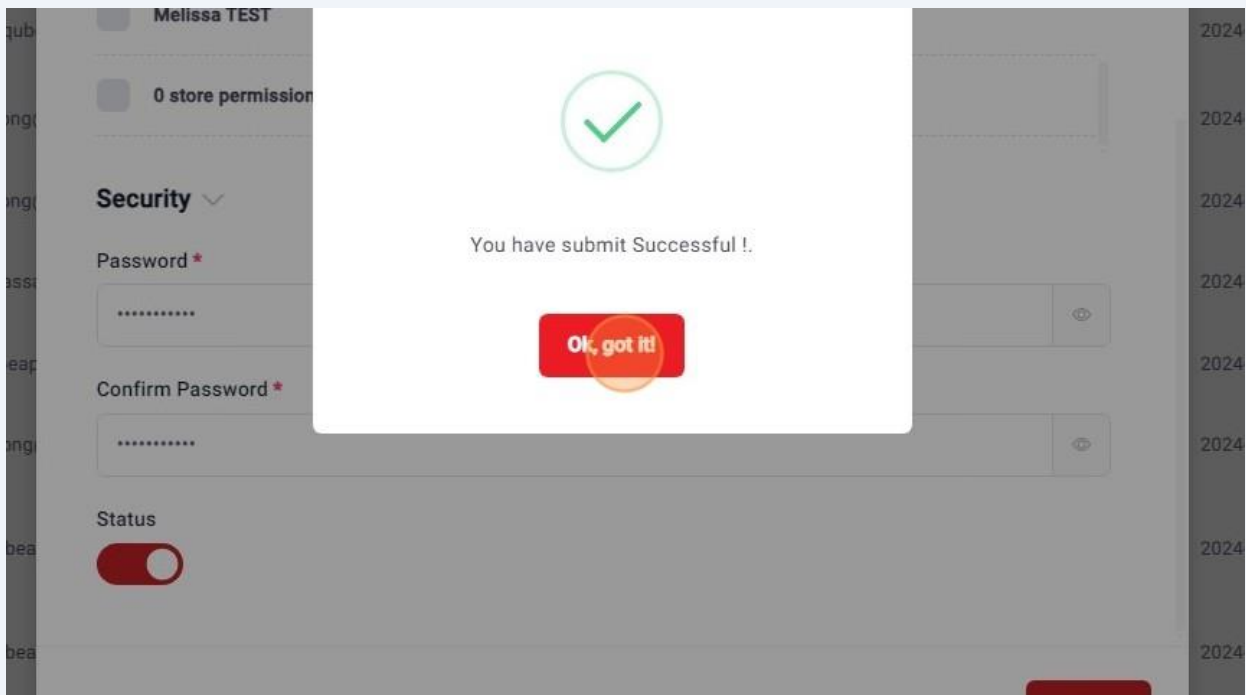 Melissa TEST
2024
0 store permission
2024
Security
2024
You have submit Successful !.
Password *
2024
•••••••••••
Ok, got it!
2024
Confirm Password *
2024
•••••••••••
Status
2024
2024